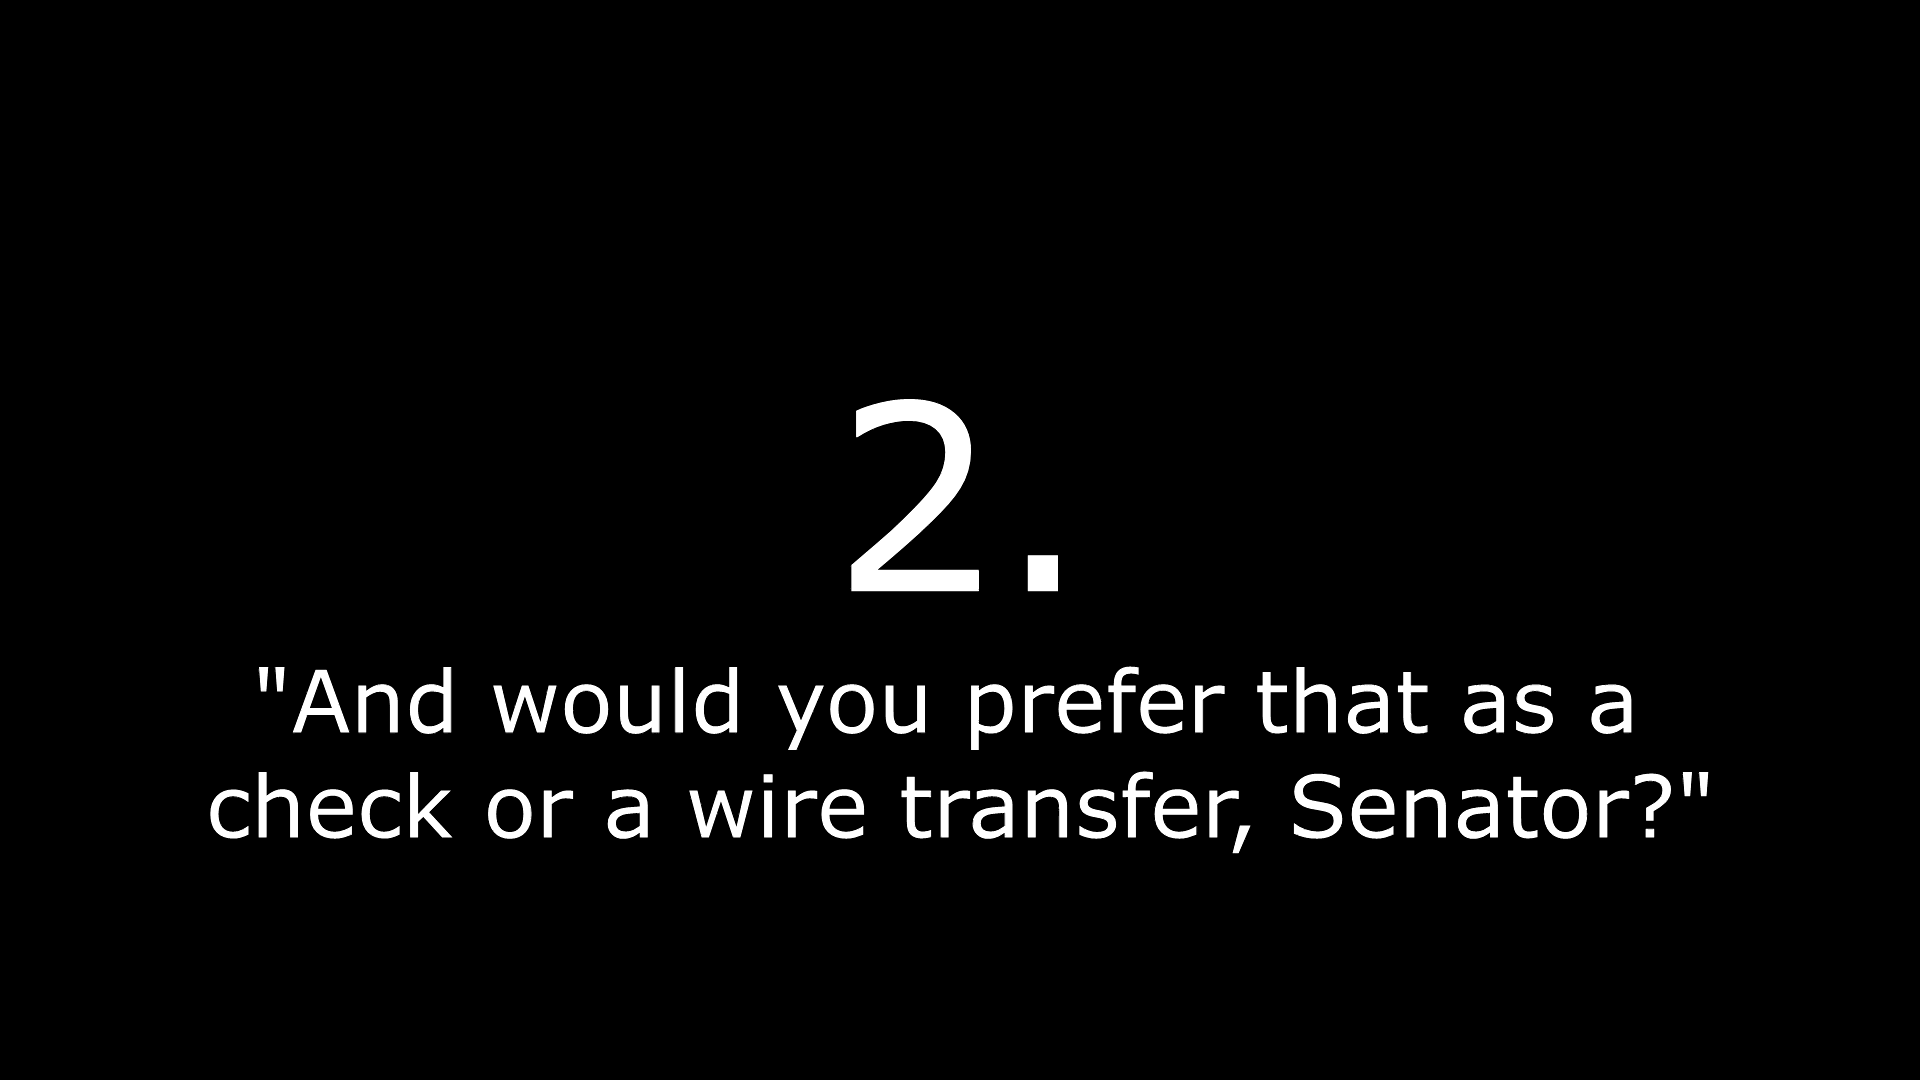 2.
"And would you prefer that as a
check or a wire transfer, Senator?"